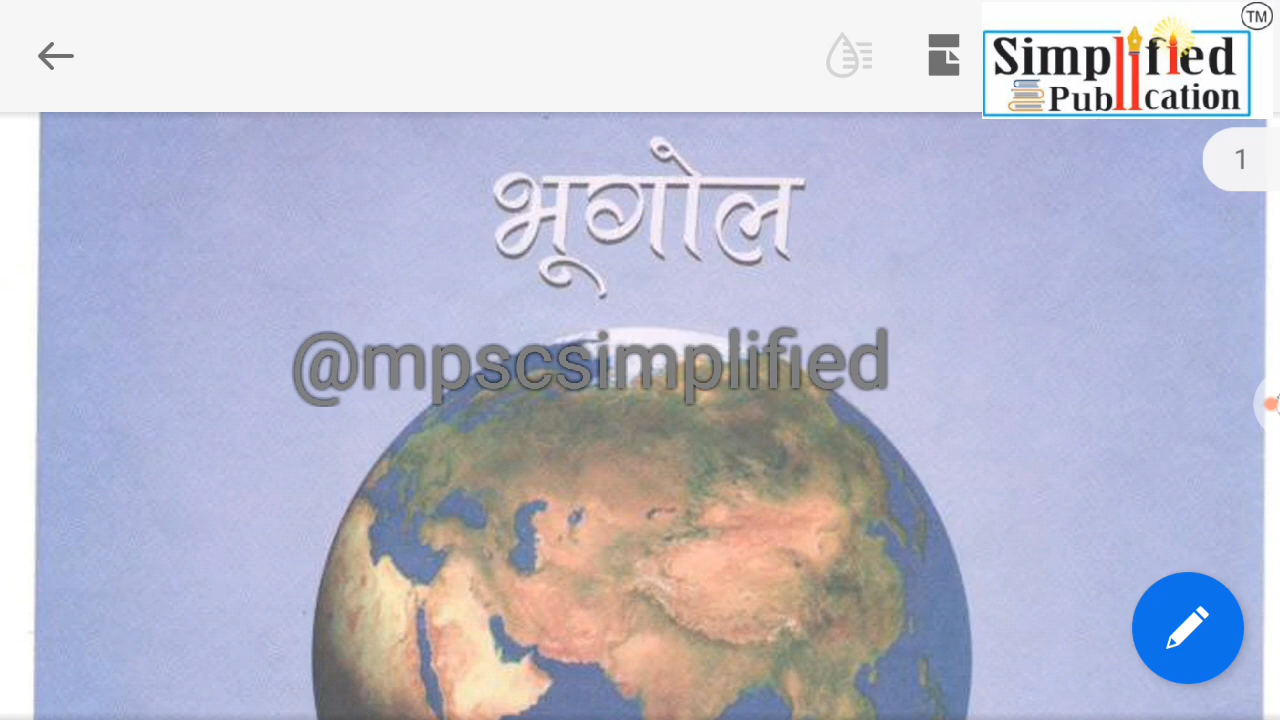 TM
Simplified
Publication
1
भूगोल
@mpscsimplified